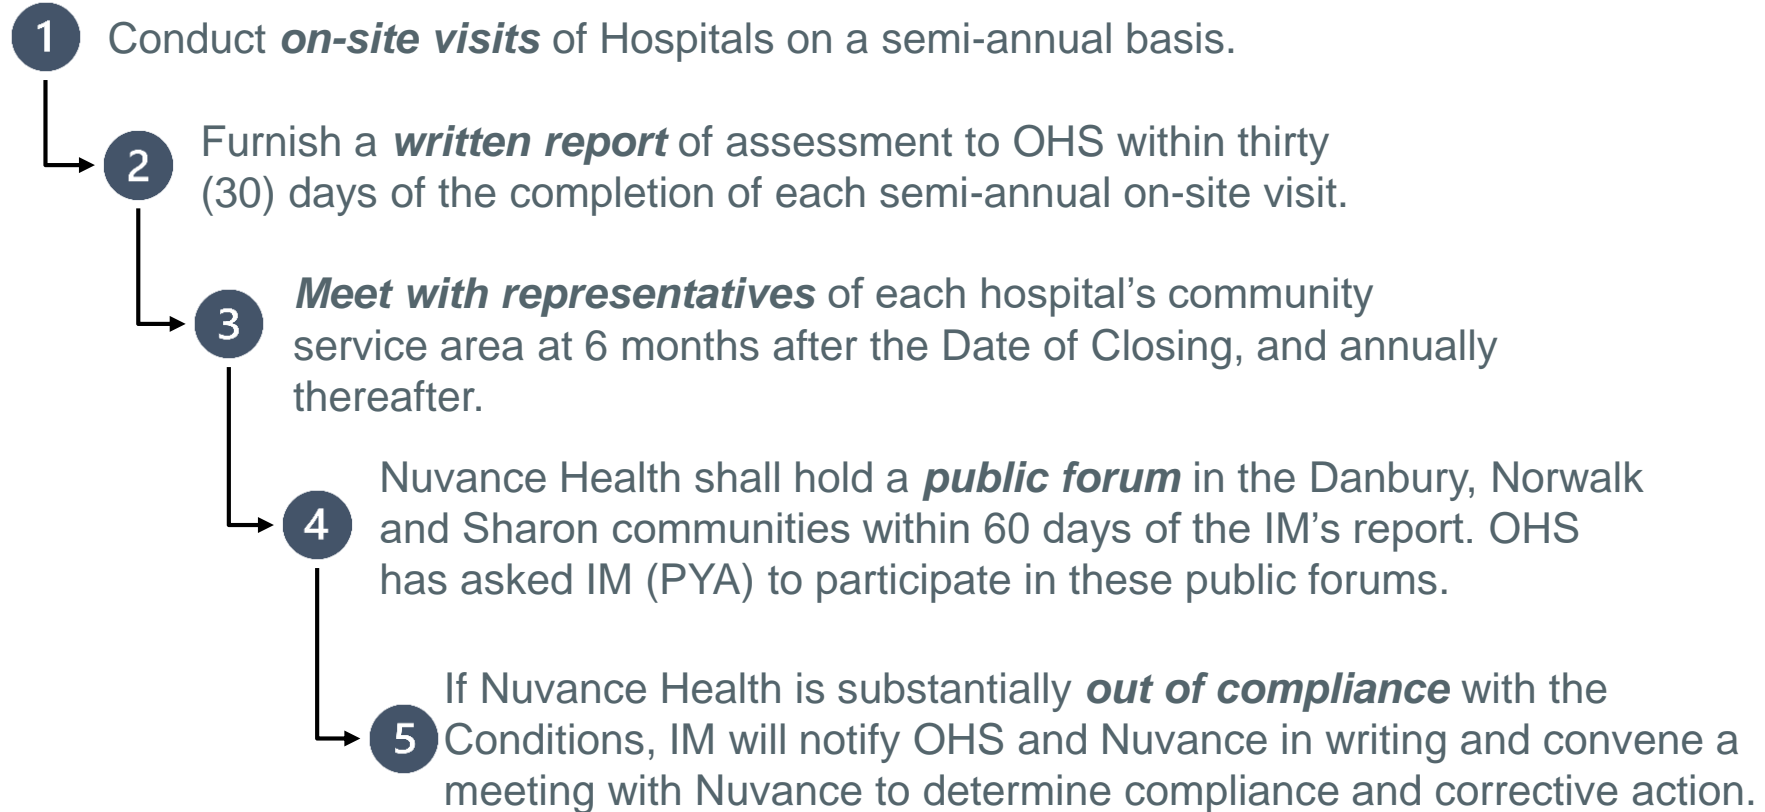 1 Conduct on-site visits of Hospitals on a semi-annual basis.
2 Furnish a written report of assessment to OHS within thirty
(30) days of the completion of each semi-annual on-site visit.
3 Meet with representatives of each hospital’s community
service area at 6 months after the Date of Closing, and annually
thereafter.
4 Nuvance Health shall hold a public forum in the Danbury, Norwalk
and Sharon communities within 60 days of the IM’s report. OHS
has asked IM (PYA) to participate in these public forums.
5 If Nuvance Health is substantially out of compliance with the
Conditions, IM will notify OHS and Nuvance in writing and convene a
meeting with Nuvance to determine compliance and corrective action.